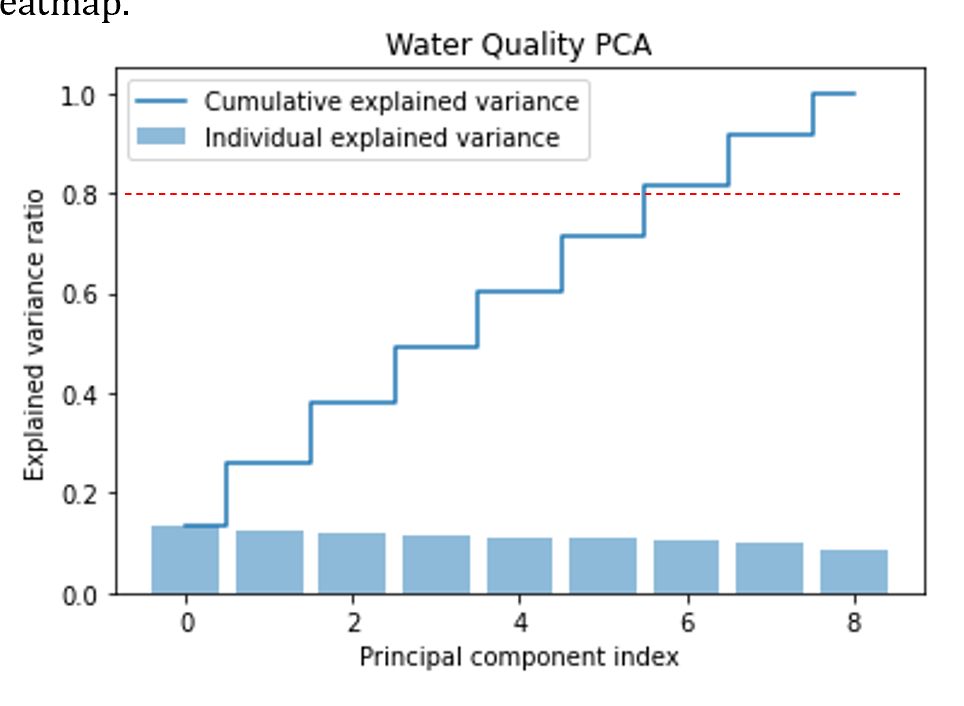 eatmap.
Water Quality PCA
Cumulative explained variance
Individual explained variance
Explained variance ratio
1.0
0.8
0.6
0.4
0.2
0.0
0 2 4 6 8
Principal component index